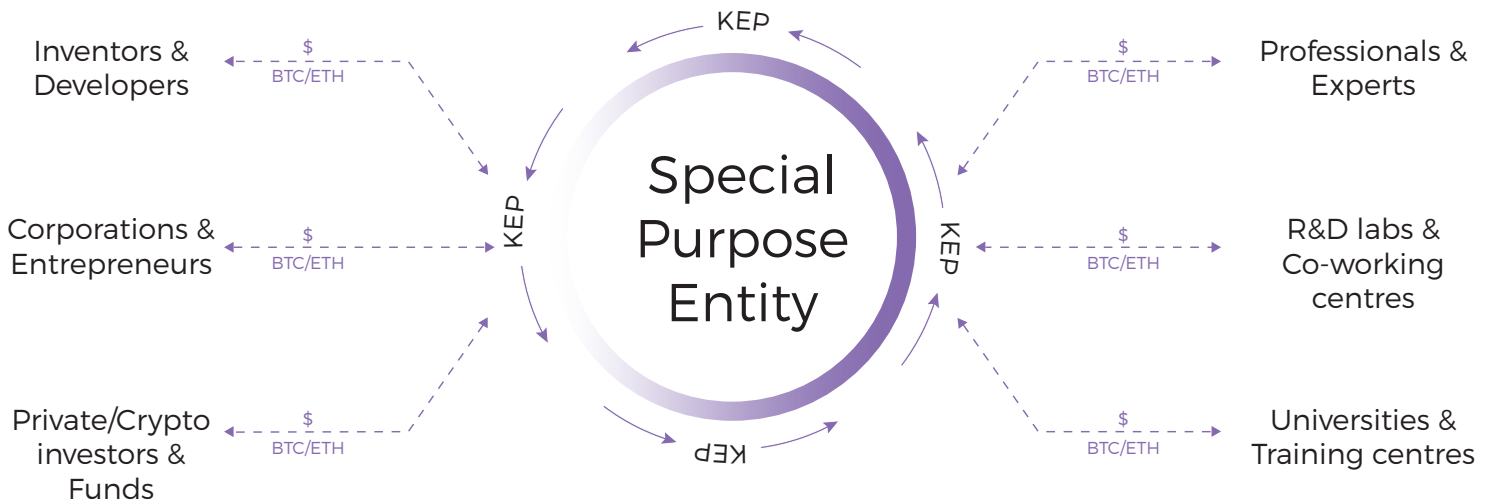 KEP
Inventors &
Developers
$
BTC/ETH
$
BTC/ETH
Professionals &
Experts
Special
Purpose
Entity
Corporations &
Entrepreneurs
$
BTC/ETH
KEP
KEP
$
BTC/ETH
R&D labs &
Co-working
centres
Private/Crypto
investors &
Funds
$
BTC/ETH
KEP
$
BTC/ETH
Universities &
Training centres